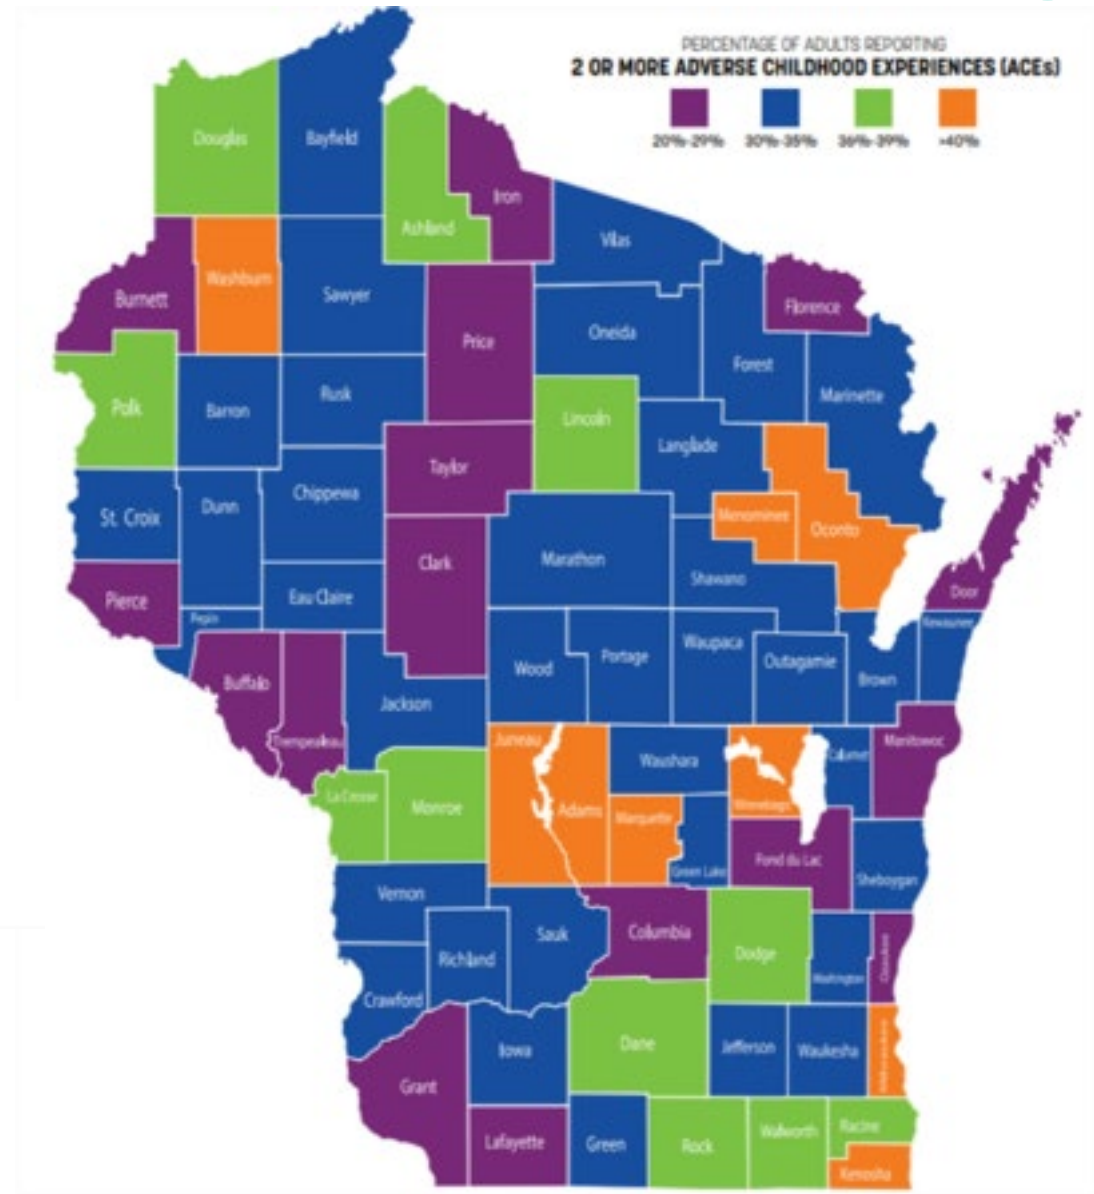 PERCENTAGE OF ADULTS REPORTING
2 OR MORE ADVERSE CHILDHOOD EXPERIENCES (ACEs)
20%-29% 30%-35% 36%-39% >40%
Douglas
Bayfield
Ashland
Iron
Vilas
Burnett
Washburn
Sawyer
Price
Oneida
Florence
Forest
Marinette
Polk
Barron
Rusk
Lincoln
Langlade
Taylor
St. Croix
Dunn
Chippewa
Menominee
Oconto
Clark
Marathon
Shawano
Pierce
Eau Claire
Door
Pepin
Kewaunee
Buffalo
Trempealeau
Jackson
Wood
Portage
Waupaca
Outagamie
Brown
Juneau
Waushara
Calumet
Manitowoc
La Crosse
Monroe
Adams
Marquette
Winnebago
Green Lake
Fond du Lac
Sheboygan
Vernon
Richland
Sauk
Columbia
Dodge
Washington
Ozaukee
Crawford
Iowa
Dane
Jefferson
Waukesha
Milwaukee
Grant
Lafayette
Green
Rock
Walworth
Racine
Kenosha